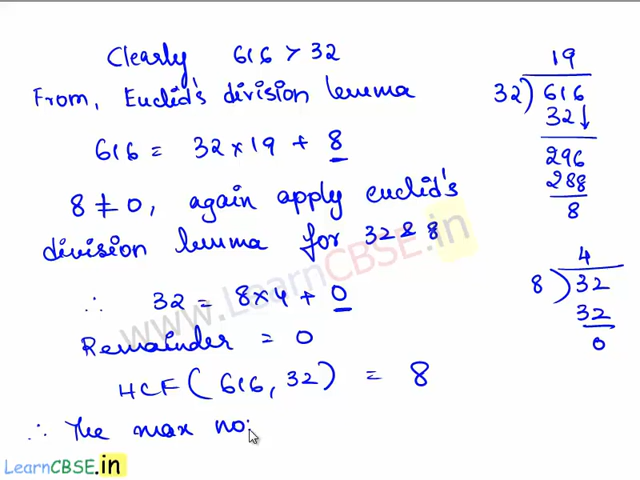 Clearly 616 > 32
From, Euclid's division lemma
616 = 32 × 19 + 8
8 ≠ 0, again apply euclid's
division lemma for 32 & 8
∴ 32 = 8 × 4 + 0
Remainder = 0
HCF (616, 32) = 8
∴ The max no:
19
32) 616
32↓
296
288
8
4
8 ) 32
32
0
www.LearnCBSE.in
LearnCBSE.in